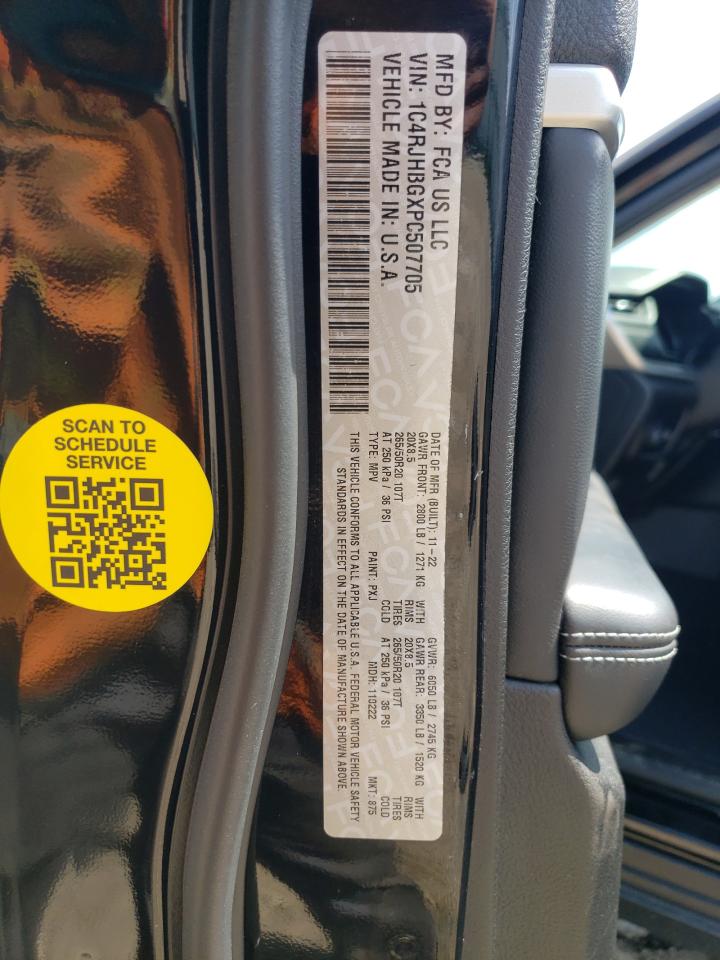 MFD BY: FCA US LLC
VIN: 1C4RJHBGXPC507705
VEHICLE MADE IN: U.S.A.
DATE OF MFR (BUILT): 11-22 GVWR: 6050 LB / 2745 KG
GAWR FRONT: 2800 LB / 1271 KG WITH GAWR REAR: 3350 LB / 1520 KG WITH
20X8.5 RIMS 20X8.5 RIMS
265/50R20 107T TIRES 265/50R20 107T TIRES
AT 250 kPa / 36 PSI COLD AT 250 kPa / 36 PSI COLD
TYPE: MPV PAINT: PXJ MDH: 110222 MKT: 875
THIS VEHICLE CONFORMS TO ALL APPLICABLE U.S.A. FEDERAL MOTOR VEHICLE SAFETY
STANDARDS IN EFFECT ON THE DATE OF MANUFACTURE SHOWN ABOVE.
SCAN TO
SCHEDULE
SERVICE